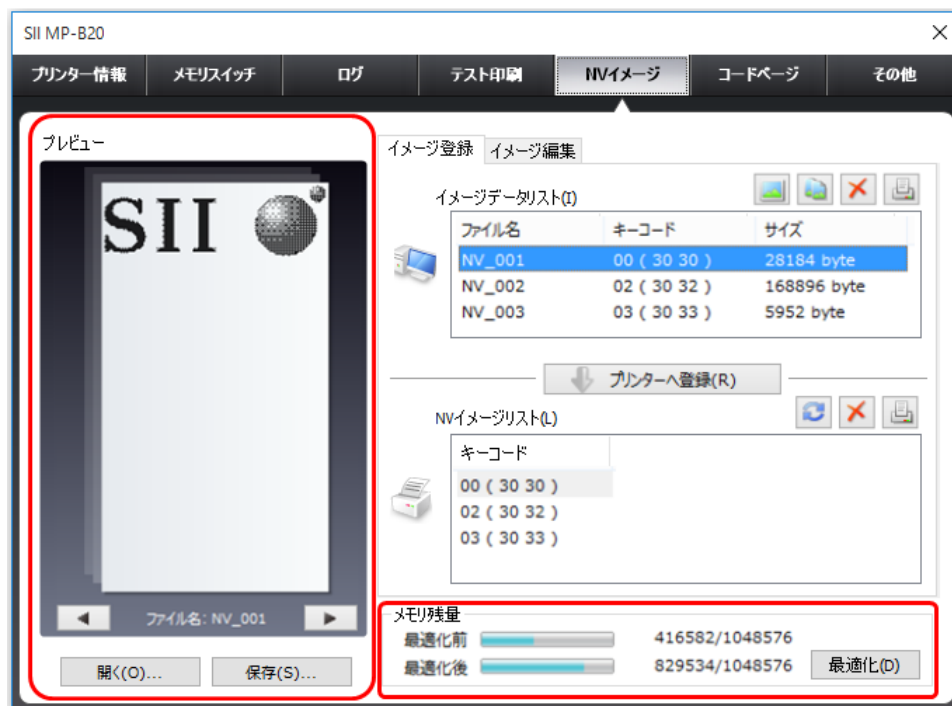 SII MP-B20
プリンター情報 メモリスイッチ ログ テスト印刷 NVイメージ コードページ その他
プレビュー
SII
ファイル名: NV_001
開く(O)... 保存(S)...
イメージ登録 イメージ編集
イメージデータリスト(I)
ファイル名 キーコード サイズ
NV_001 00 ( 30 30 ) 28184 byte
NV_002 02 ( 30 32 ) 168896 byte
NV_003 03 ( 30 33 ) 5952 byte
プリンターへ登録(R)
NVイメージリスト(L)
キーコード
00 ( 30 30 )
02 ( 30 32 )
03 ( 30 33 )
メモリ残量
最適化前 416582/1048576
最適化後 829534/1048576 最適化(D)